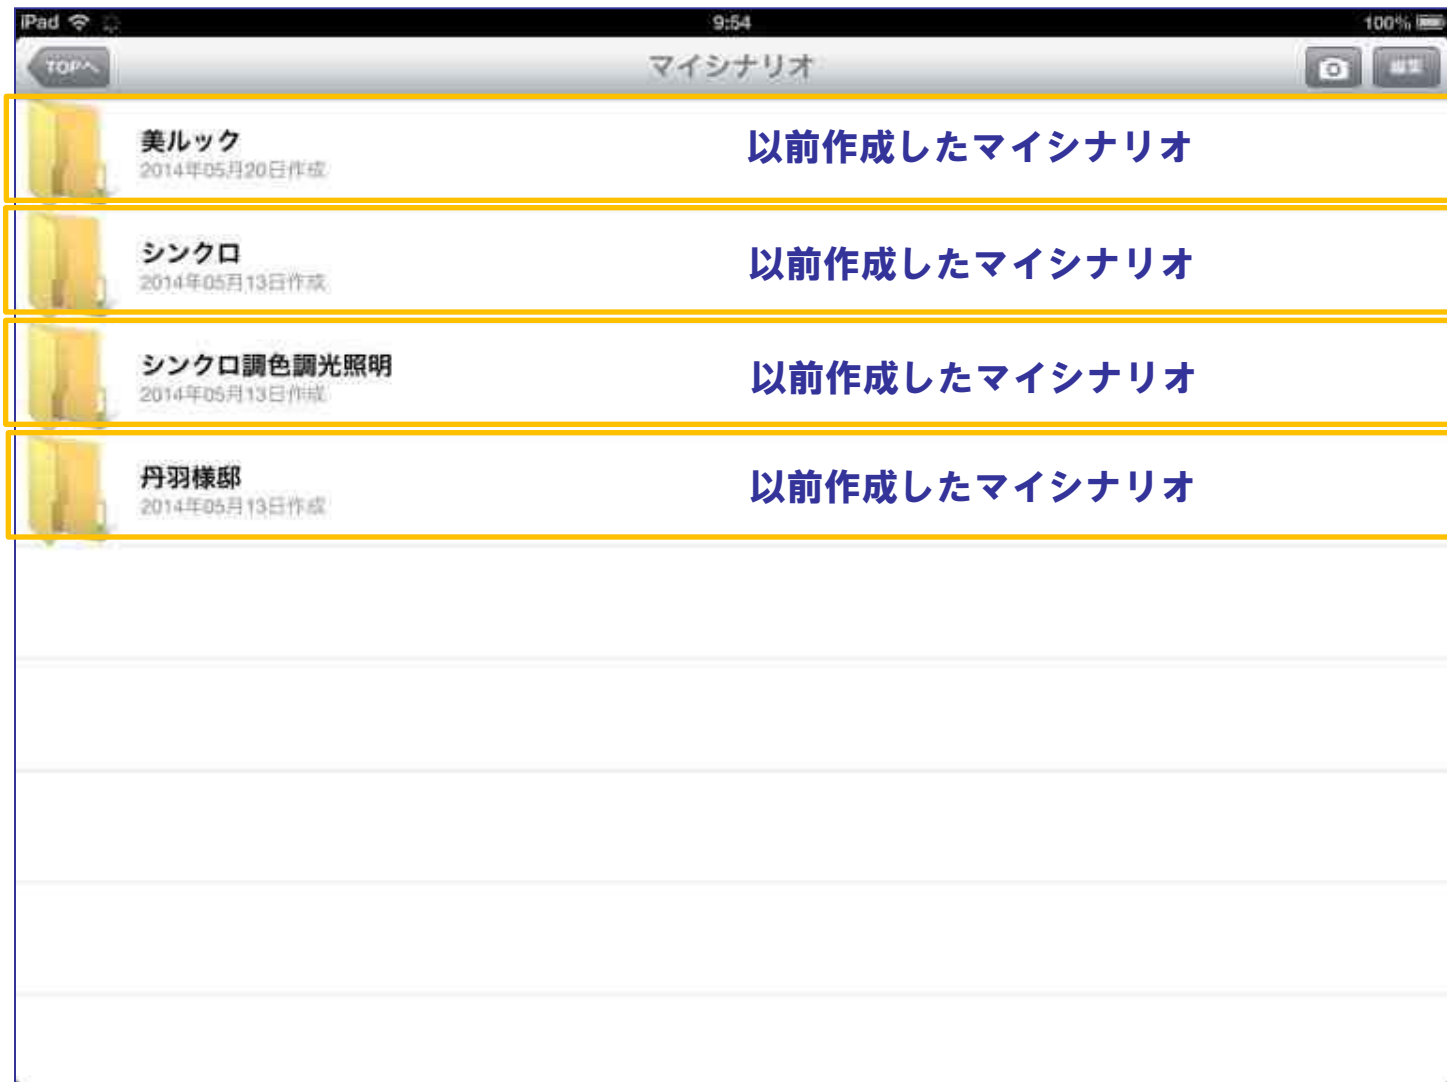 iPad
9:54
100%
TOPへ
マイシナリオ
編集
美ルック
以前作成したマイシナリオ
2014年05月20日作成
シンクロ
以前作成したマイシナリオ
2014年05月13日作成
シンクロ調色調光照明
以前作成したマイシナリオ
2014年05月13日作成
丹羽様邸
以前作成したマイシナリオ
2014年05月13日作成